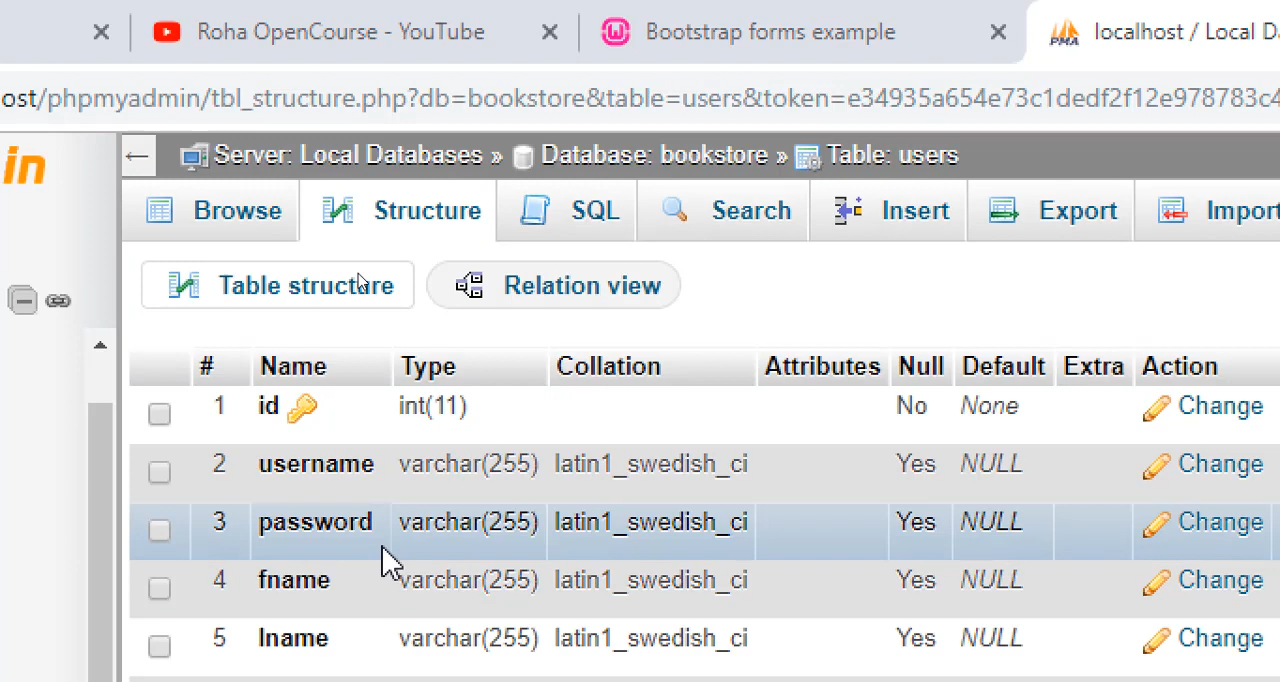 Roha OpenCourse - YouTube
Bootstrap forms example
PMA
localhost / Local D
ost/phpmyadmin/tbl_structure.php?db=bookstore&table=users&token=e34935a654e73c1dedf2f12e978783c4
in
Server: Local Databases » Database: bookstore » Table: users
Browse Structure SQL Search Insert Export Import
Table structure Relation view
# Name Type Collation Attributes Null Default Extra Action
1 id int(11) No None Change
2 username varchar(255) latin1_swedish_ci Yes NULL Change
3 password varchar(255) latin1_swedish_ci Yes NULL Change
4 fname varchar(255) latin1_swedish_ci Yes NULL Change
5 lname varchar(255) latin1_swedish_ci Yes NULL Change